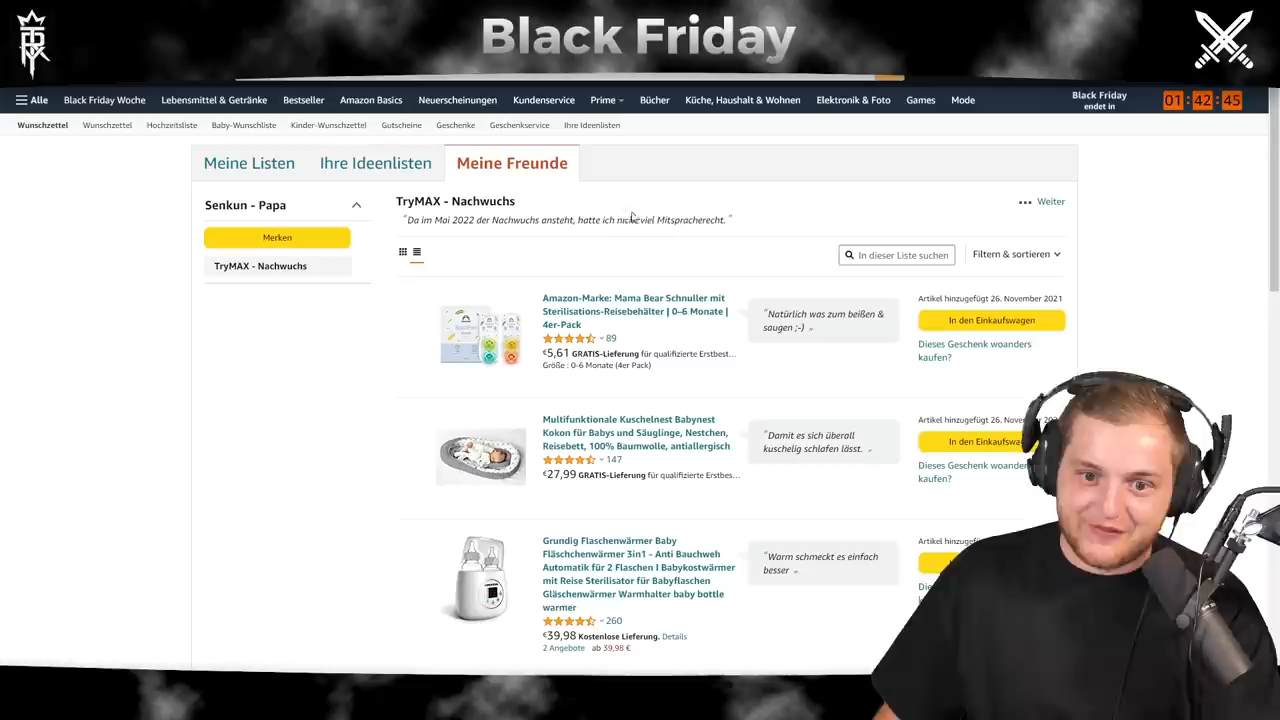 Black Friday
Alle Black Friday Woche Lebensmittel & Getränke Bestseller Amazon Basics Neuerscheinungen Kundenservice Prime Bücher Küche, Haushalt & Wohnen Elektronik & Foto Games Mode
Black Friday
endet in
01:42:45
Wunschzettel Wunschzettel Hochzeitsliste Baby-Wunschliste Kinder-Wunschzettel Gutscheine Geschenke Geschenkservice Ihre Ideenlisten
Meine Listen Ihre Ideenlisten Meine Freunde
Senkun - Papa
Merken
TryMAX - Nachwuchs
TryMAX - Nachwuchs
Weiter
"Da im Mai 2022 der Nachwuchs ansteht, hatte ich viel Mitspracherecht. "
In dieser Liste suchen
Filtern & sortieren
Amazon-Marke: Mama Bear Schnuller mit
Sterilisations-Reisebehälter | 0–6 Monate |
4er-Pack
89
€5,61 GRATIS-Lieferung für qualifizierte Erstbest...
Größe : 0-6 Monate (4er Pack)
"Natürlich was zum beißen &
saugen ;-) "
Artikel hinzugefügt 26. November 2021
In den Einkaufswagen
Dieses Geschenk woanders
kaufen?
Multifunktionale Kuschelnest Babynest
Kokon für Babys und Säuglinge, Nestchen,
Reisebett, 100% Baumwolle, antiallergisch
147
€27,99 GRATIS-Lieferung für qualifizierte Erstbes...
"Damit es sich überall
kuschelig schlafen lässt. "
Artikel hinzugefügt 26.
In den
Dieses Geschenk
kaufen?
Grundig Flaschenwärmer Baby
Fläschchenwärmer 3in1 - Anti Bauchweh
Automatik für 2 Flaschen I Babykostwärmer
mit Reise Sterilisator für Babyflaschen
Gläschenwärmer Warmhalter baby bottle
warmer
260
€39,98 Kostenlose Lieferung. Details
2 Angebote ab 39,98 €
"Warm schmeckt es einfach
besser "
Artikel